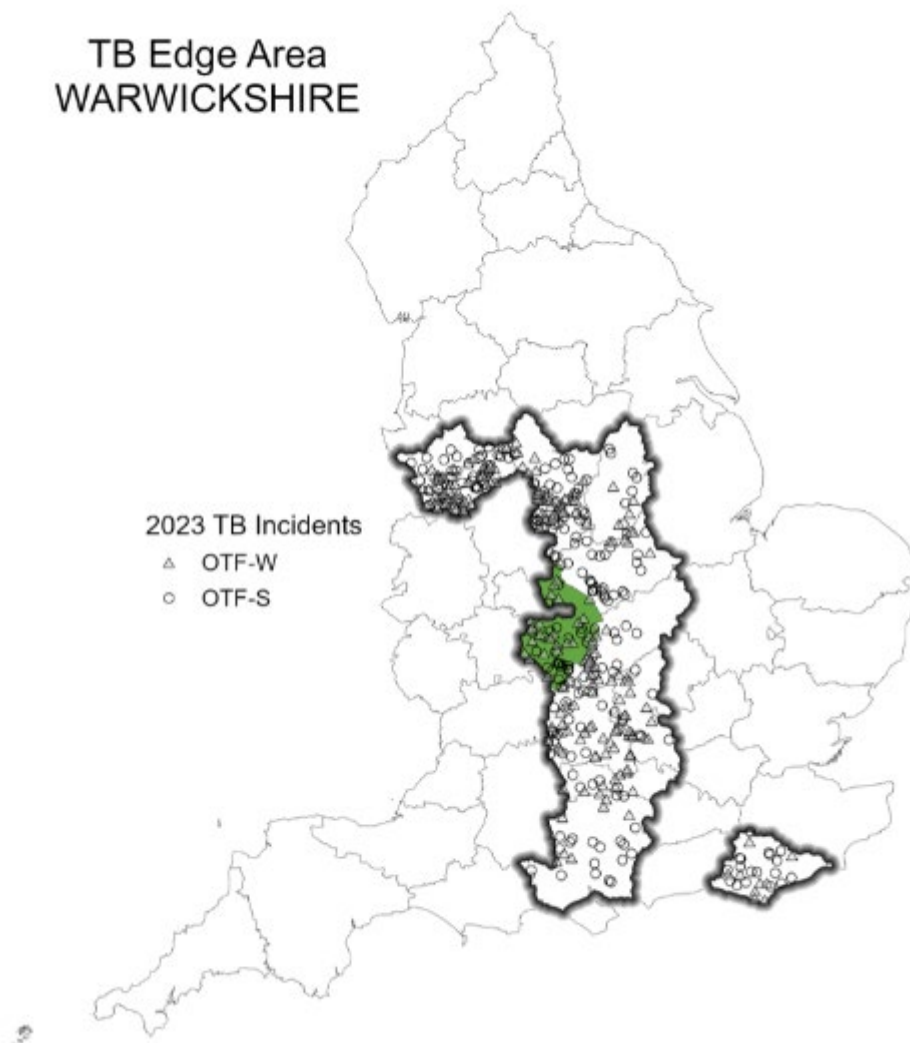 TB Edge Area
WARWICKSHIRE
2023 TB Incidents
OTF-W
OTF-S